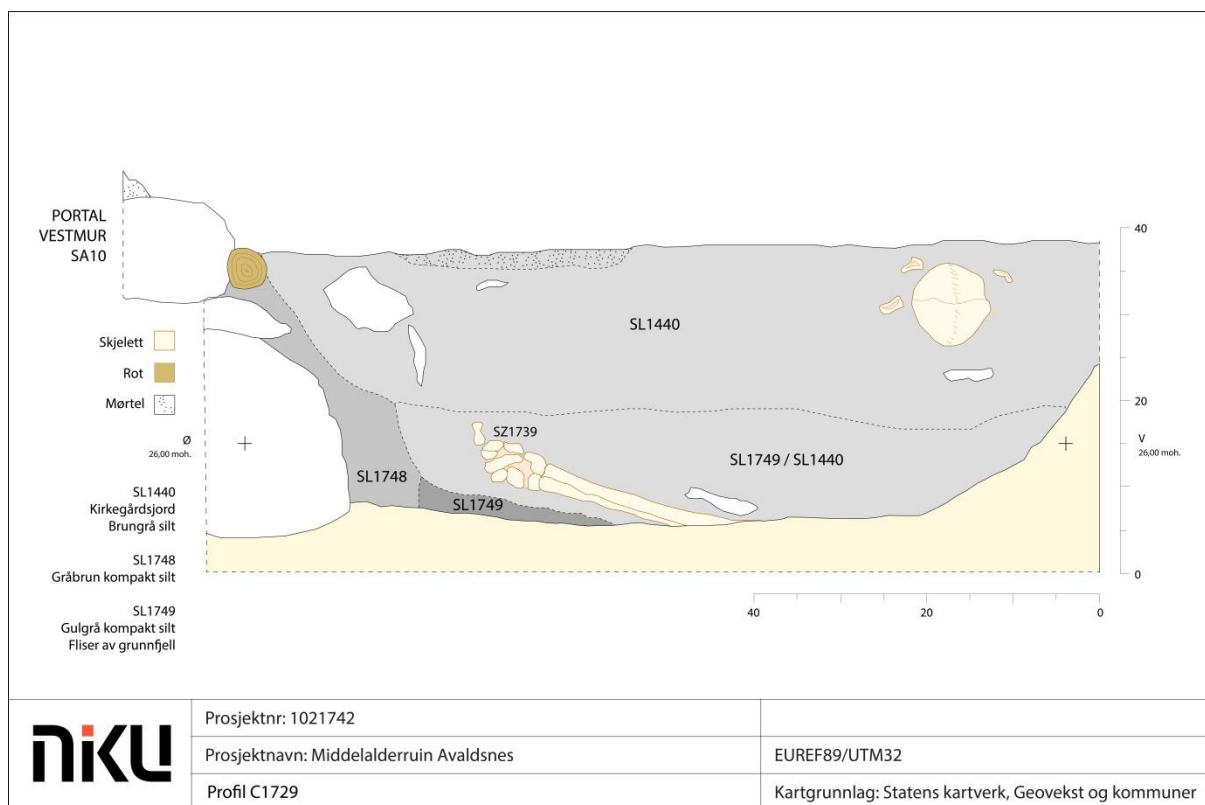 PORTAL
VESTMUR
SA10
Skjelett
Rot
Mørtel
Ø
26,00 moh.
SL1440
Kirkegårdsjord
Brungrå silt
SL1748
Gråbrun kompakt silt
SL1749
Gulgrå kompakt silt
Fliser av grunnfjell
SL1440
SZ1739
SL1749 / SL1440
SL1748
SL1749
V
26,00 moh.
40
20
0
40
20
0
NIKU
Prosjektnr: 1021742
Prosjektnavn: Middelalderruin Avaldsnes
EUREF89/UTM32
Profil C1729
Kartgrunnlag: Statens kartverk, Geovekst og kommuner